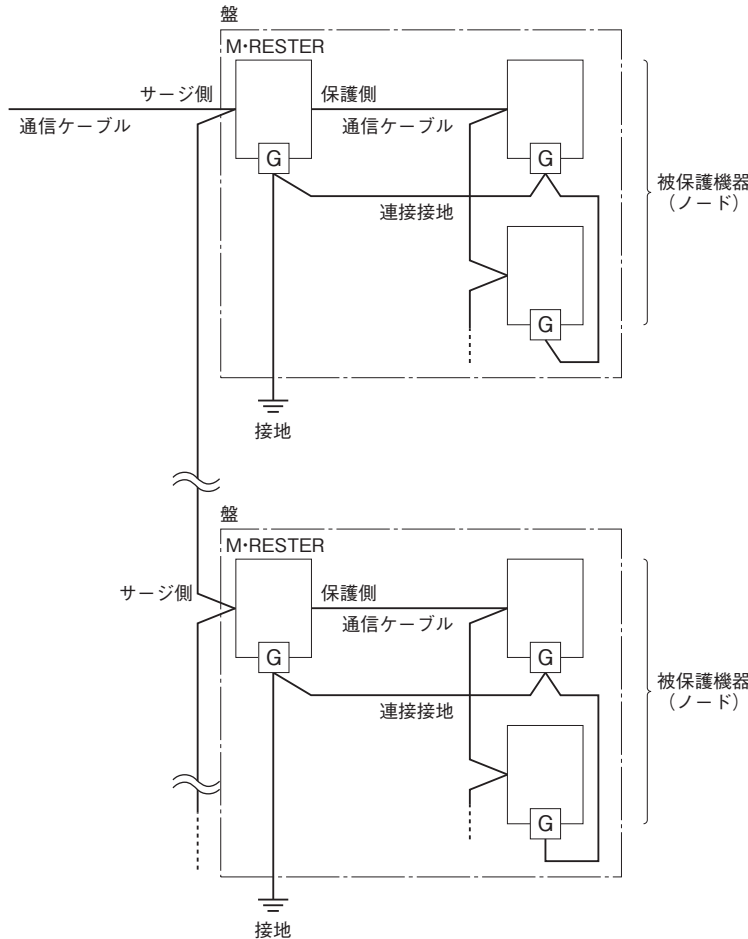 盤
M・RESTER
サージ側
保護側
通信ケーブル
通信ケーブル
G
G
被保護機器
（ノード）
連接接地
G
接地
盤
M・RESTER
サージ側
保護側
通信ケーブル
G
G
被保護機器
（ノード）
連接接地
G
接地